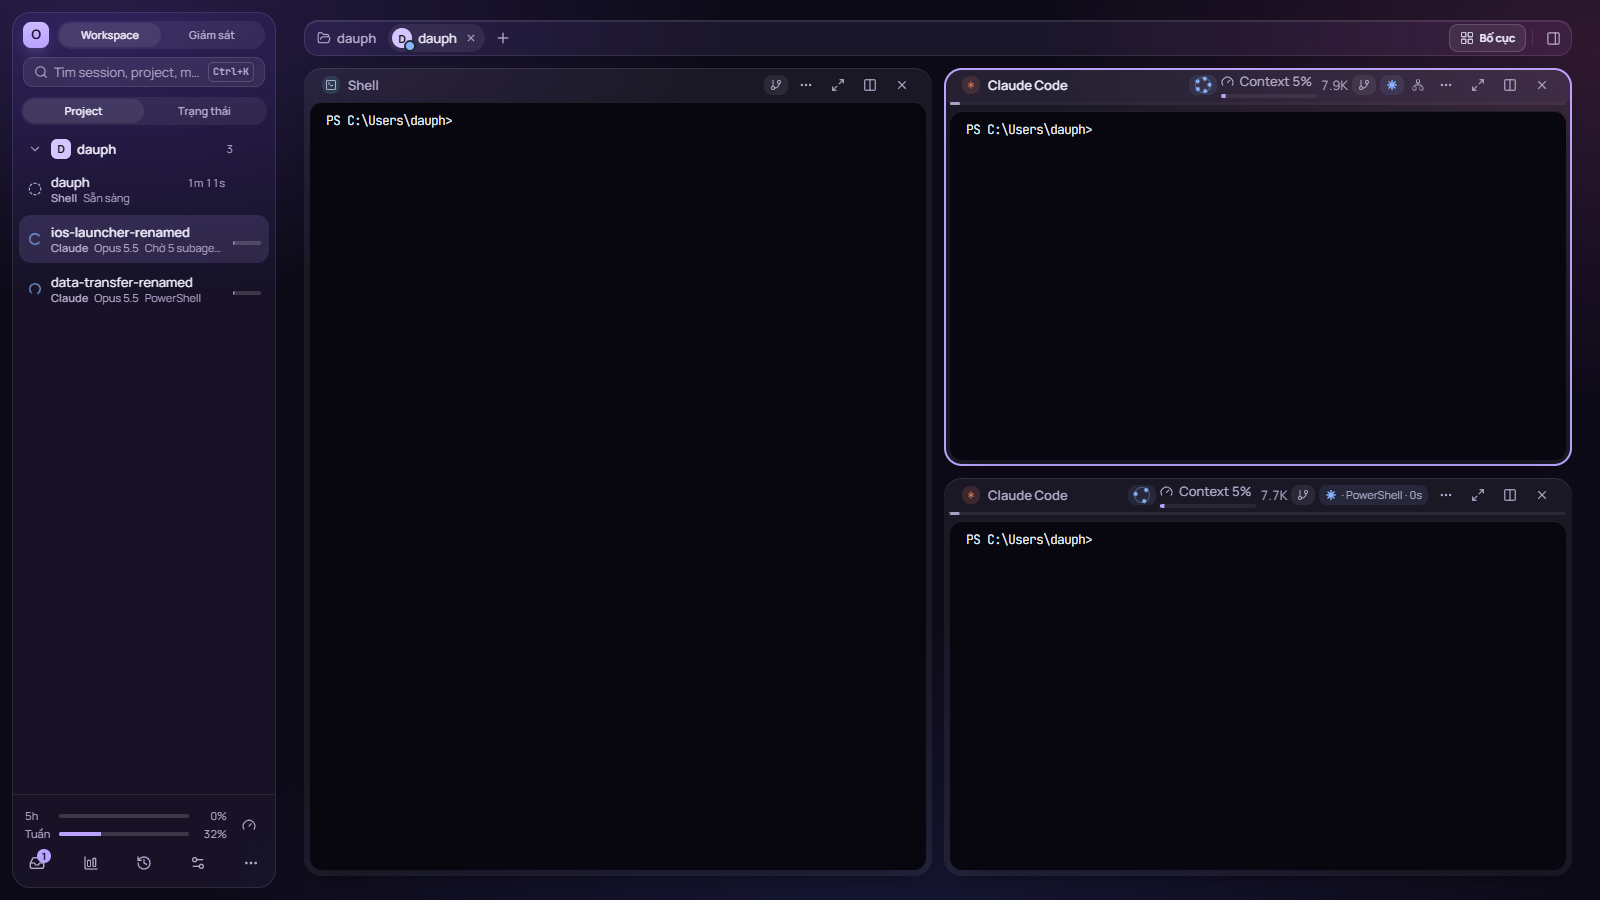 O
Workspace
Giám sát
Tìm session, project, m...
Ctrl+K
Project
Trạng thái
D
dauph
3
dauph
1m 11s
Shell Sẵn sàng
ios-launcher-renamed
Claude Opus 5.5 Chờ 5 subage...
data-transfer-renamed
Claude Opus 5.5 PowerShell
5h
0%
Tuần
32%
1
dauph
D
dauph
Bố cục
Shell
PS C:\Users\dauph>
Claude Code
Context 5%
7.9K
PS C:\Users\dauph>
Claude Code
Context 5%
7.7K
· PowerShell · 0s
PS C:\Users\dauph>